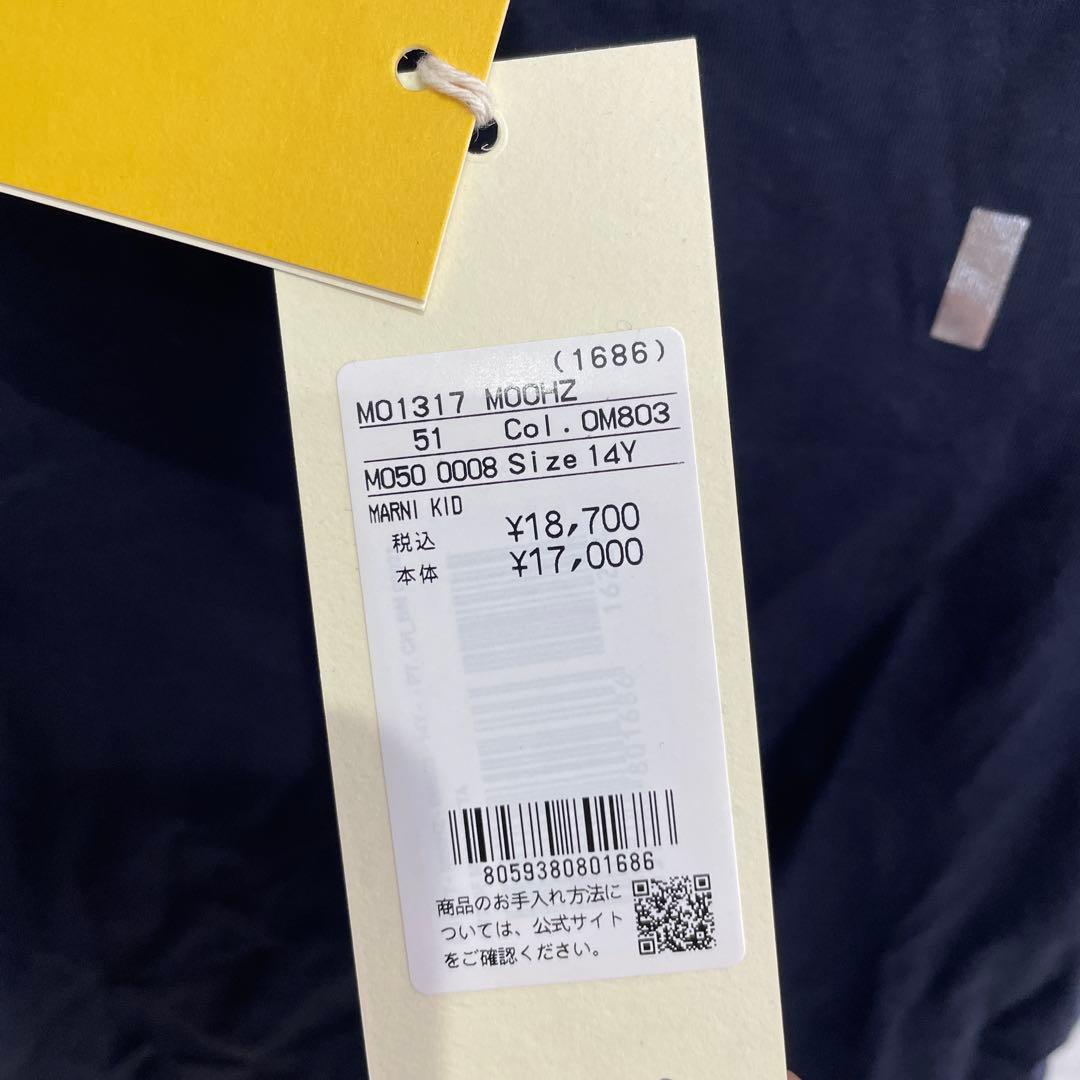 (1686)
M01317 M00HZ
51 Col. 0M803
M050 0008 Size 14Y
MARNI KID
税込 ¥18,700
本体 ¥17,000
8059380801686
商品のお手入れ方法に
ついては、公式サイト
をご確認ください。